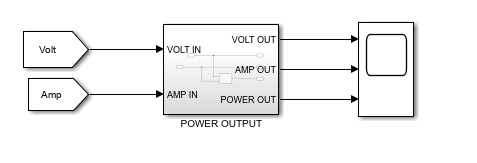 Volt
VOLT IN
VOLT OUT
AMP OUT
Amp
AMP IN
POWER OUT
POWER OUTPUT